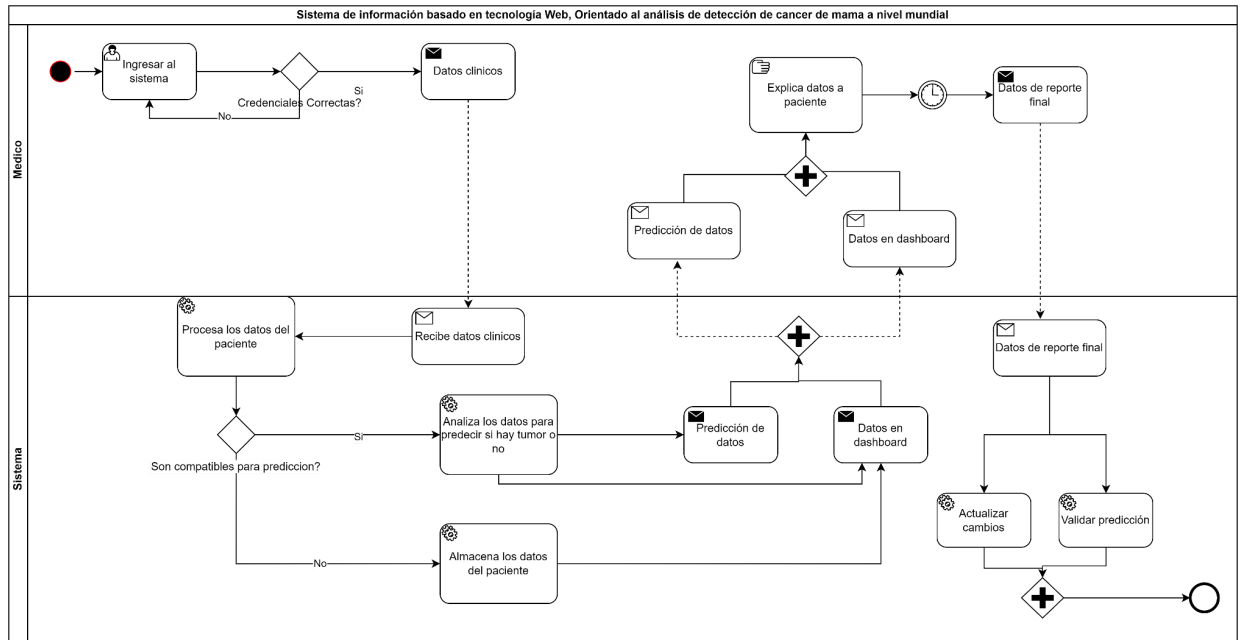 Sistema de información basado en tecnología Web, Orientado al análisis de detección de cancer de mama a nivel mundial
Medico
Ingresar al
sistema
Credenciales Correctas?
Si
No
Datos clinicos
Explica datos a
paciente
Datos de reporte
final
Predicción de datos
Datos en dashboard
Sistema
Procesa los datos del
paciente
Recibe datos clinicos
Datos de reporte final
Son compatibles para prediccion?
Si
Analiza los datos para
predecir si hay tumor o
no
Predicción de
datos
Datos en
dashboard
No
Almacena los datos
del paciente
Actualizar
cambios
Validar predicción